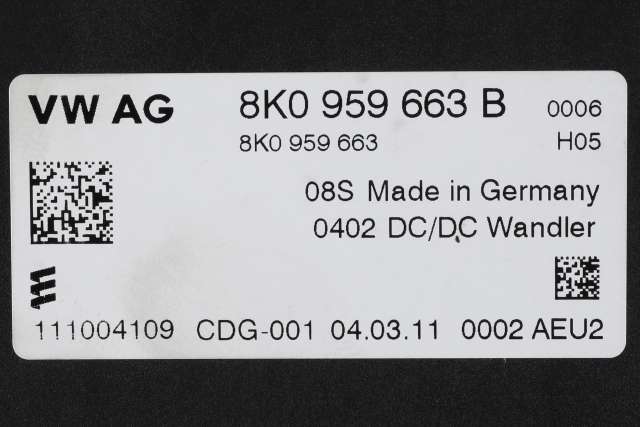 VW AG 8K0 959 663 B 0006
8K0 959 663 H05
08S Made in Germany
0402 DC/DC Wandler
111004109 CDG-001 04.03.11 0002 AEU2